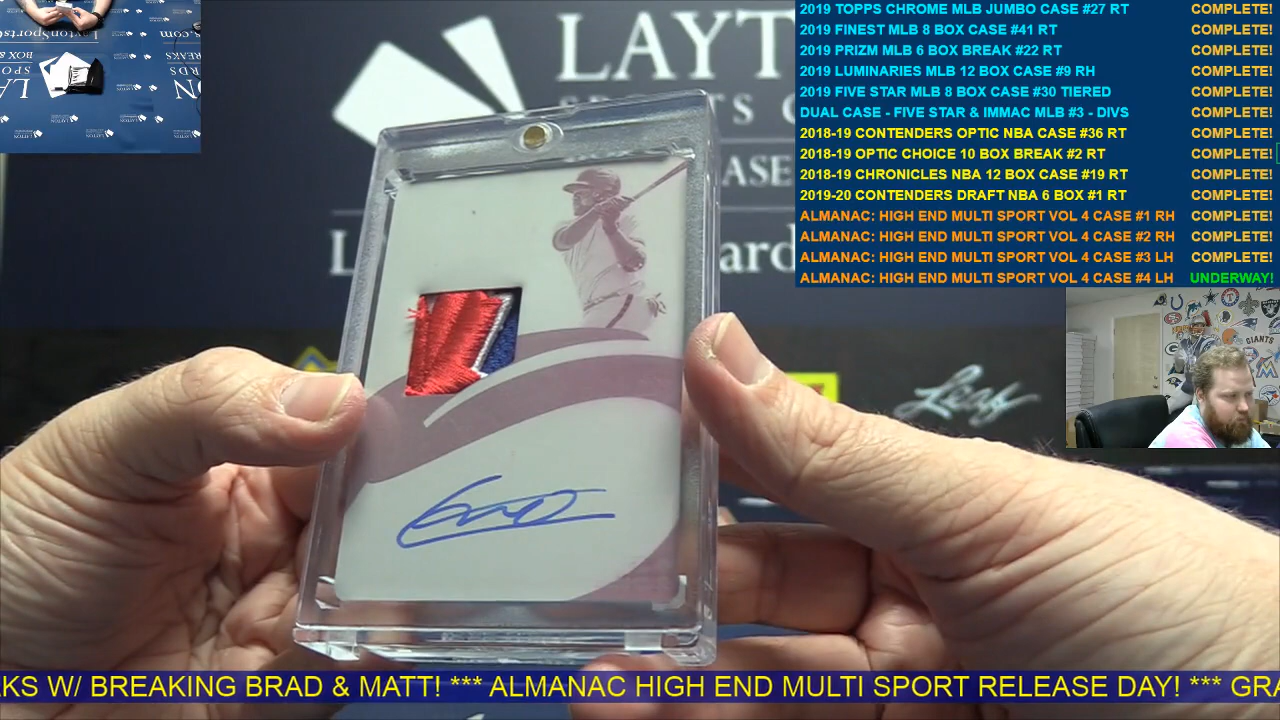 2019 TOPPS CHROME MLB JUMBO CASE #27 RT COMPLETE!
2019 FINEST MLB 8 BOX CASE #41 RT COMPLETE!
2019 PRIZM MLB 6 BOX BREAK #22 RT COMPLETE!
2019 LUMINARIES MLB 12 BOX CASE #9 RH COMPLETE!
2019 FIVE STAR MLB 8 BOX CASE #30 TIERED COMPLETE!
DUAL CASE - FIVE STAR & IMMAC MLB #3 - DIVS COMPLETE!
2018-19 CONTENDERS OPTIC NBA CASE #36 RT COMPLETE!
2018-19 OPTIC CHOICE 10 BOX BREAK #2 RT COMPLETE!
2018-19 CHRONICLES NBA 12 BOX CASE #19 RT COMPLETE!
2019-20 CONTENDERS DRAFT NBA 6 BOX #1 RT COMPLETE!
ALMANAC: HIGH END MULTI SPORT VOL 4 CASE #1 RH COMPLETE!
ALMANAC: HIGH END MULTI SPORT VOL 4 CASE #2 RH COMPLETE!
ALMANAC: HIGH END MULTI SPORT VOL 4 CASE #3 LH COMPLETE!
ALMANAC: HIGH END MULTI SPORT VOL 4 CASE #4 LH UNDERWAY!
LAYT
SPORTS C
ASE
L
ard
GIANTS
Leaf
KS W/ BREAKING BRAD & MATT! *** ALMANAC HIGH END MULTI SPORT RELEASE DAY! *** GRA